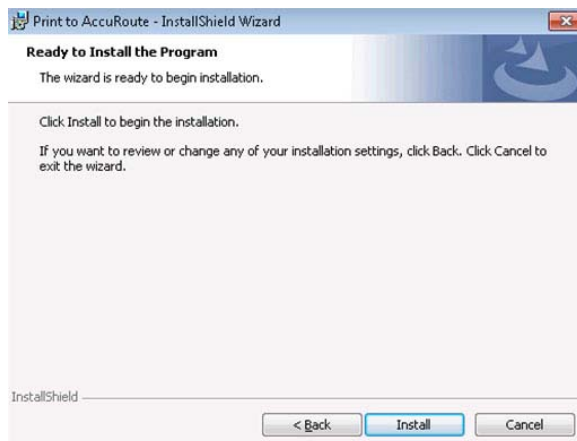 Print to AccuRoute - InstallShield Wizard
Ready to Install the Program
The wizard is ready to begin installation.
Click Install to begin the installation.
If you want to review or change any of your installation settings, click Back. Click Cancel to
exit the wizard.
InstallShield
< Back
Install
Cancel